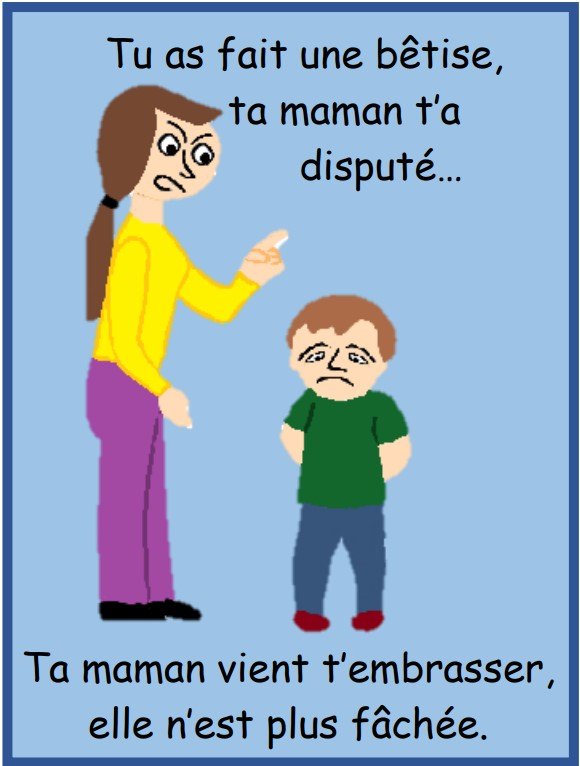 Tu as fait une bêtise,
ta maman t'a
disputé...
Ta maman vient t'embrasser,
elle n'est plus fâchée.